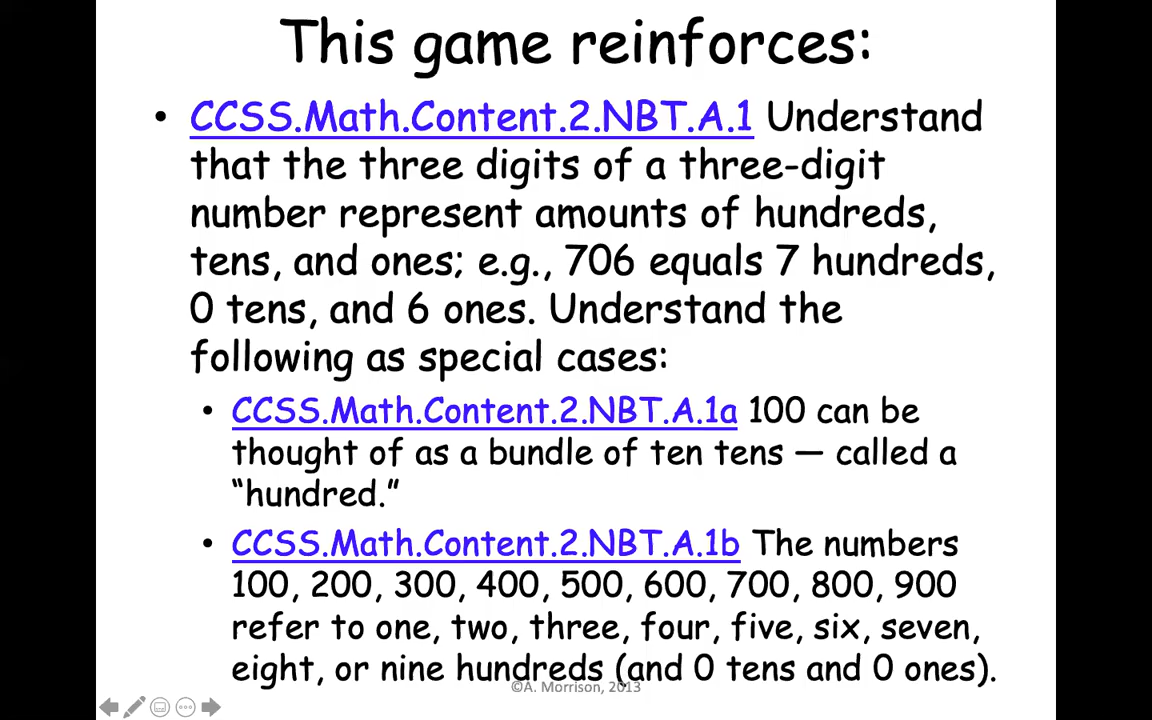 This game reinforces:
• CCSS.Math.Content.2.NBT.A.1 Understand
that the three digits of a three-digit
number represent amounts of hundreds,
tens, and ones; e.g., 706 equals 7 hundreds,
0 tens, and 6 ones. Understand the
following as special cases:
• CCSS.Math.Content.2.NBT.A.1a 100 can be
thought of as a bundle of ten tens — called a
“hundred.”
• CCSS.Math.Content.2.NBT.A.1b The numbers
100, 200, 300, 400, 500, 600, 700, 800, 900
refer to one, two, three, four, five, six, seven,
eight, or nine hundreds (and 0 tens and 0 ones).
©A. Morrison, 2013